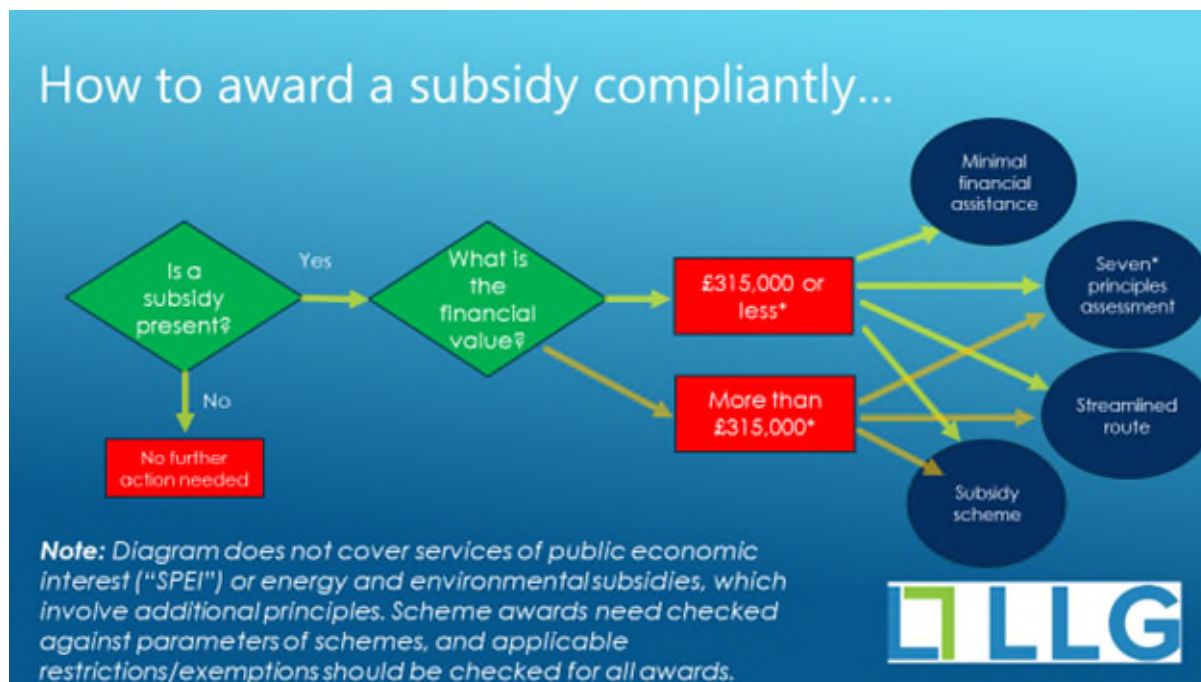 How to award a subsidy compliantly...
Minimal
financial
assistance
Is a
subsidy
present?
Yes
What is
the
financial
value?
£315,000 or
less*
Seven*
principles
assessment
No
More than
£315,000*
Streamlined
route
No further
action needed
Subsidy
scheme
Note: Diagram does not cover services of public economic
interest ("SPEI") or energy and environmental subsidies, which
involve additional principles. Scheme awards need checked
against parameters of schemes, and applicable
restrictions/exemptions should be checked for all awards.
LLG